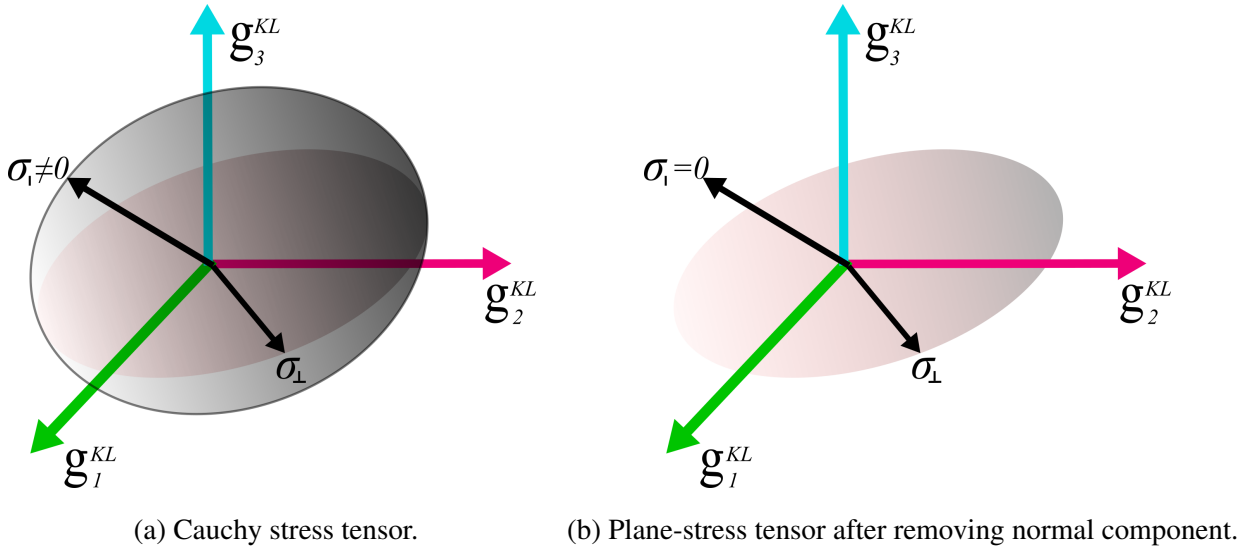 g₃ᴷᴸ
σ╷≠0
g₂ᴷᴸ
σ⊥
g₁ᴷᴸ
(a) Cauchy stress tensor.
g₃ᴷᴸ
σ╷=0
g₂ᴷᴸ
σ⊥
g₁ᴷᴸ
(b) Plane-stress tensor after removing normal component.